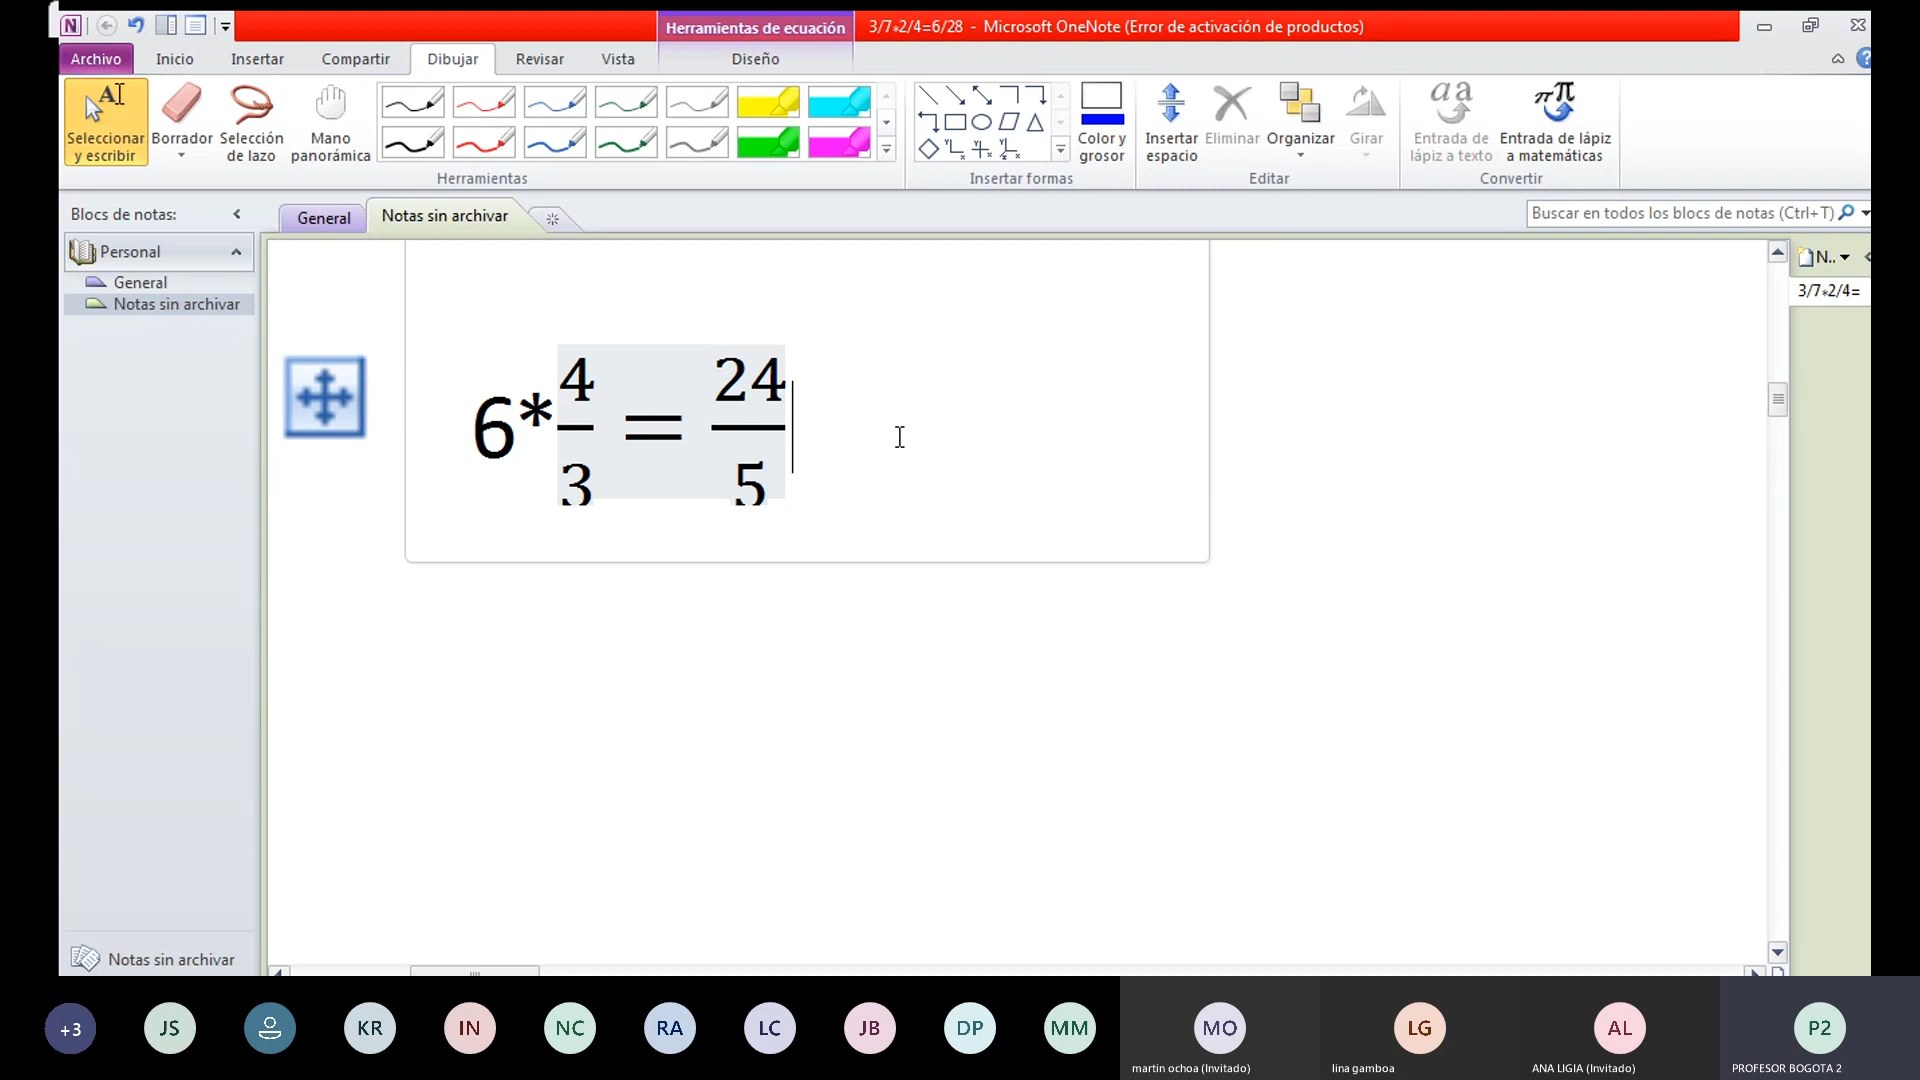 Herramientas de ecuación
3/7*2/4=6/28 - Microsoft OneNote (Error de activación de productos)
Archivo Inicio Insertar Compartir Dibujar Revisar Vista Diseño
Seleccionar y escribir
Borrador
Selección de lazo
Mano panorámica
Color y grosor
Insertar espacio
Eliminar
Organizar
Girar
Entrada de lápiz a texto
Entrada de lápiz a matemáticas
Herramientas
Insertar formas
Editar
Convertir
Blocs de notas:
General
Notas sin archivar
Buscar en todos los blocs de notas (Ctrl+T)
Personal
General
Notas sin archivar
N..
3/7*2/4=
6*4/3 = 24/5
Notas sin archivar
+3 JS KR IN NC RA LC JB DP MM MO LG AL P2
martin ochoa (Invitado)
lina gamboa
ANA LIGIA (Invitado)
PROFESOR BOGOTA 2